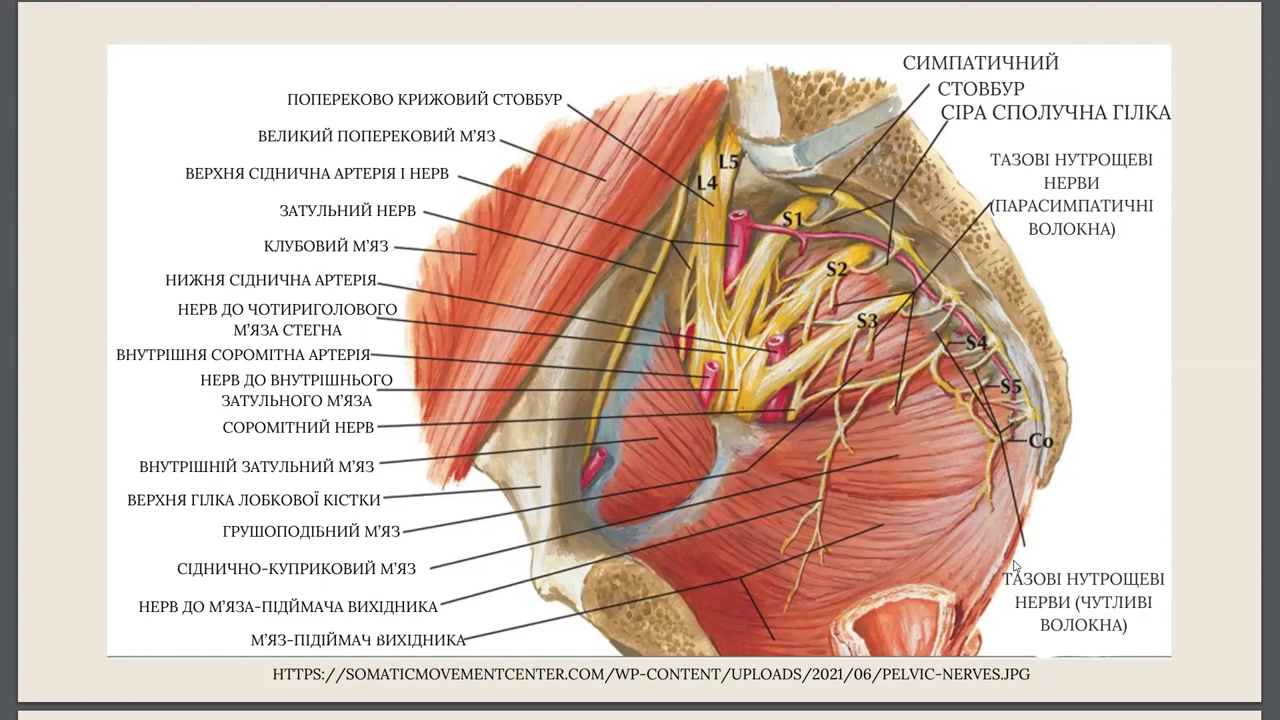 ПОПЕРЕКОВО КРИЖОВИЙ СТОВБУР
ВЕЛИКИЙ ПОПЕРЕКОВИЙ М'ЯЗ
ВЕРХНЯ СІДНИЧНА АРТЕРІЯ І НЕРВ
ЗАТУЛЬНИЙ НЕРВ
КЛУБОВИЙ М'ЯЗ
НИЖНЯ СІДНИЧНА АРТЕРІЯ
НЕРВ ДО ЧОТИРИГОЛОВОГО
М'ЯЗА СТЕГНА
ВНУТРІШНЯ СОРОМІТНА АРТЕРІЯ
НЕРВ ДО ВНУТРІШНЬОГО
ЗАТУЛЬНОГО М'ЯЗА
СОРОМІТНИЙ НЕРВ
ВНУТРІШНІЙ ЗАТУЛЬНИЙ М'ЯЗ
ВЕРХНЯ ГІЛКА ЛОБКОВОЇ КІСТКИ
ГРУШОПОДІБНИЙ М'ЯЗ
СІДНИЧНО-КУПРИКОВИЙ М'ЯЗ
НЕРВ ДО М'ЯЗА-ПІДЙМАЧА ВИХІДНИКА
М'ЯЗ-ПІДІЙМАЧ ВИХІДНИКА
L5
L4
S1
S2
S3
S4
S5
Co
СИМПАТИЧНИЙ
СТОВБУР
СІРА СПОЛУЧНА ГІЛКА
ТАЗОВІ НУТРОЩЕВІ
НЕРВИ
(ПАРАСИМПАТИЧНІ
ВОЛОКНА)
ТАЗОВІ НУТРОЩЕВІ
НЕРВИ (ЧУТЛИВІ
ВОЛОКНА)
HTTPS://SOMATICMOVEMENTCENTER.COM/WP-CONTENT/UPLOADS/2021/06/PELVIC-NERVES.JPG